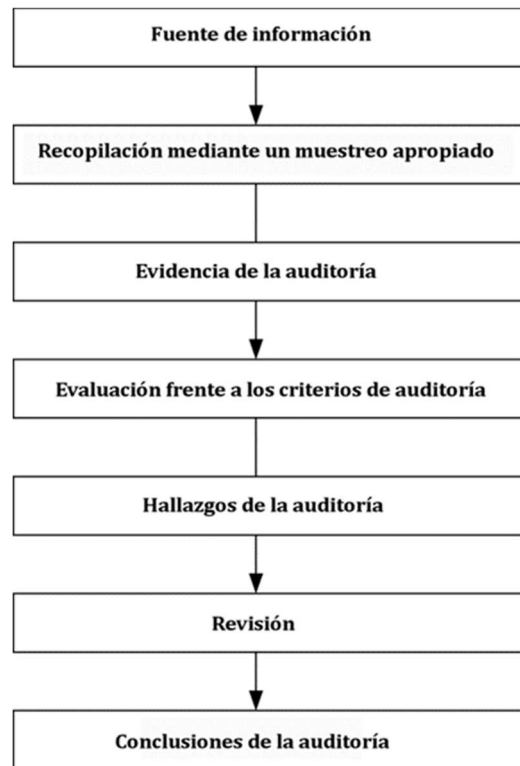 Fuente de información
Recopilación mediante un muestreo apropiado
Evidencia de la auditoría
Evaluación frente a los criterios de auditoría
Hallazgos de la auditoría
Revisión
Conclusiones de la auditoría